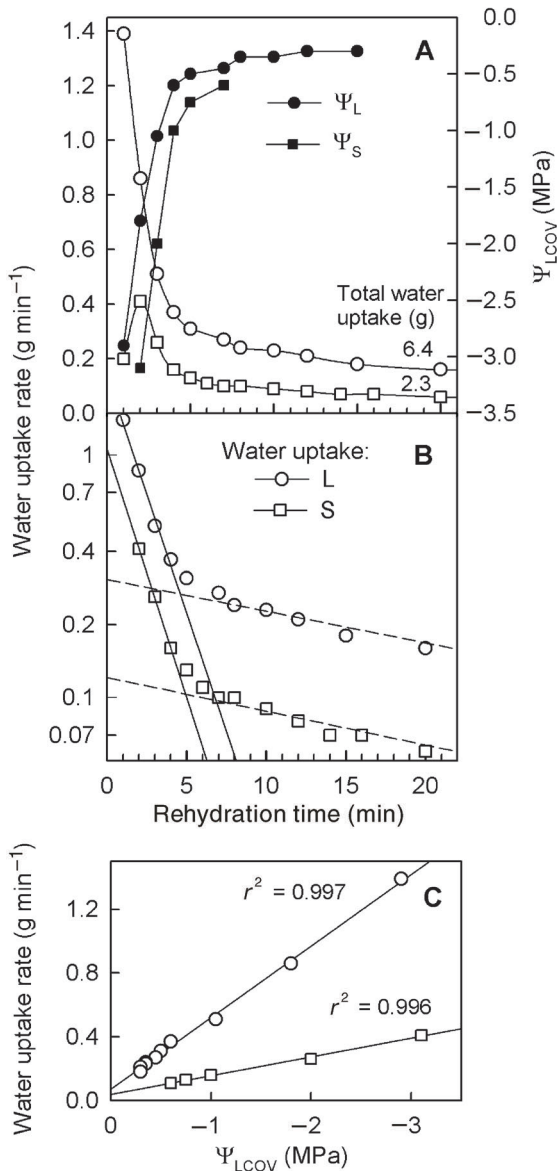 A
1.4
1.2
1.0
0.8
0.6
0.4
0.2
0.0
0.0
−0.5
−1.0
−1.5
−2.0
−2.5
−3.0
−3.5
Ψ_L
Ψ_S
Total water
uptake (g)
6.4
2.3
Ψ_LCOV (MPa)
Water uptake rate (g min⁻¹)
B
Water uptake:
L
S
1
0.7
0.4
0.2
0.1
0.07
0 5 10 15 20
Rehydration time (min)
C
r² = 0.997
r² = 0.996
Water uptake rate (g min⁻¹)
1.2
0.8
0.4
0.0
0 −1 −2 −3
Ψ_LCOV (MPa)